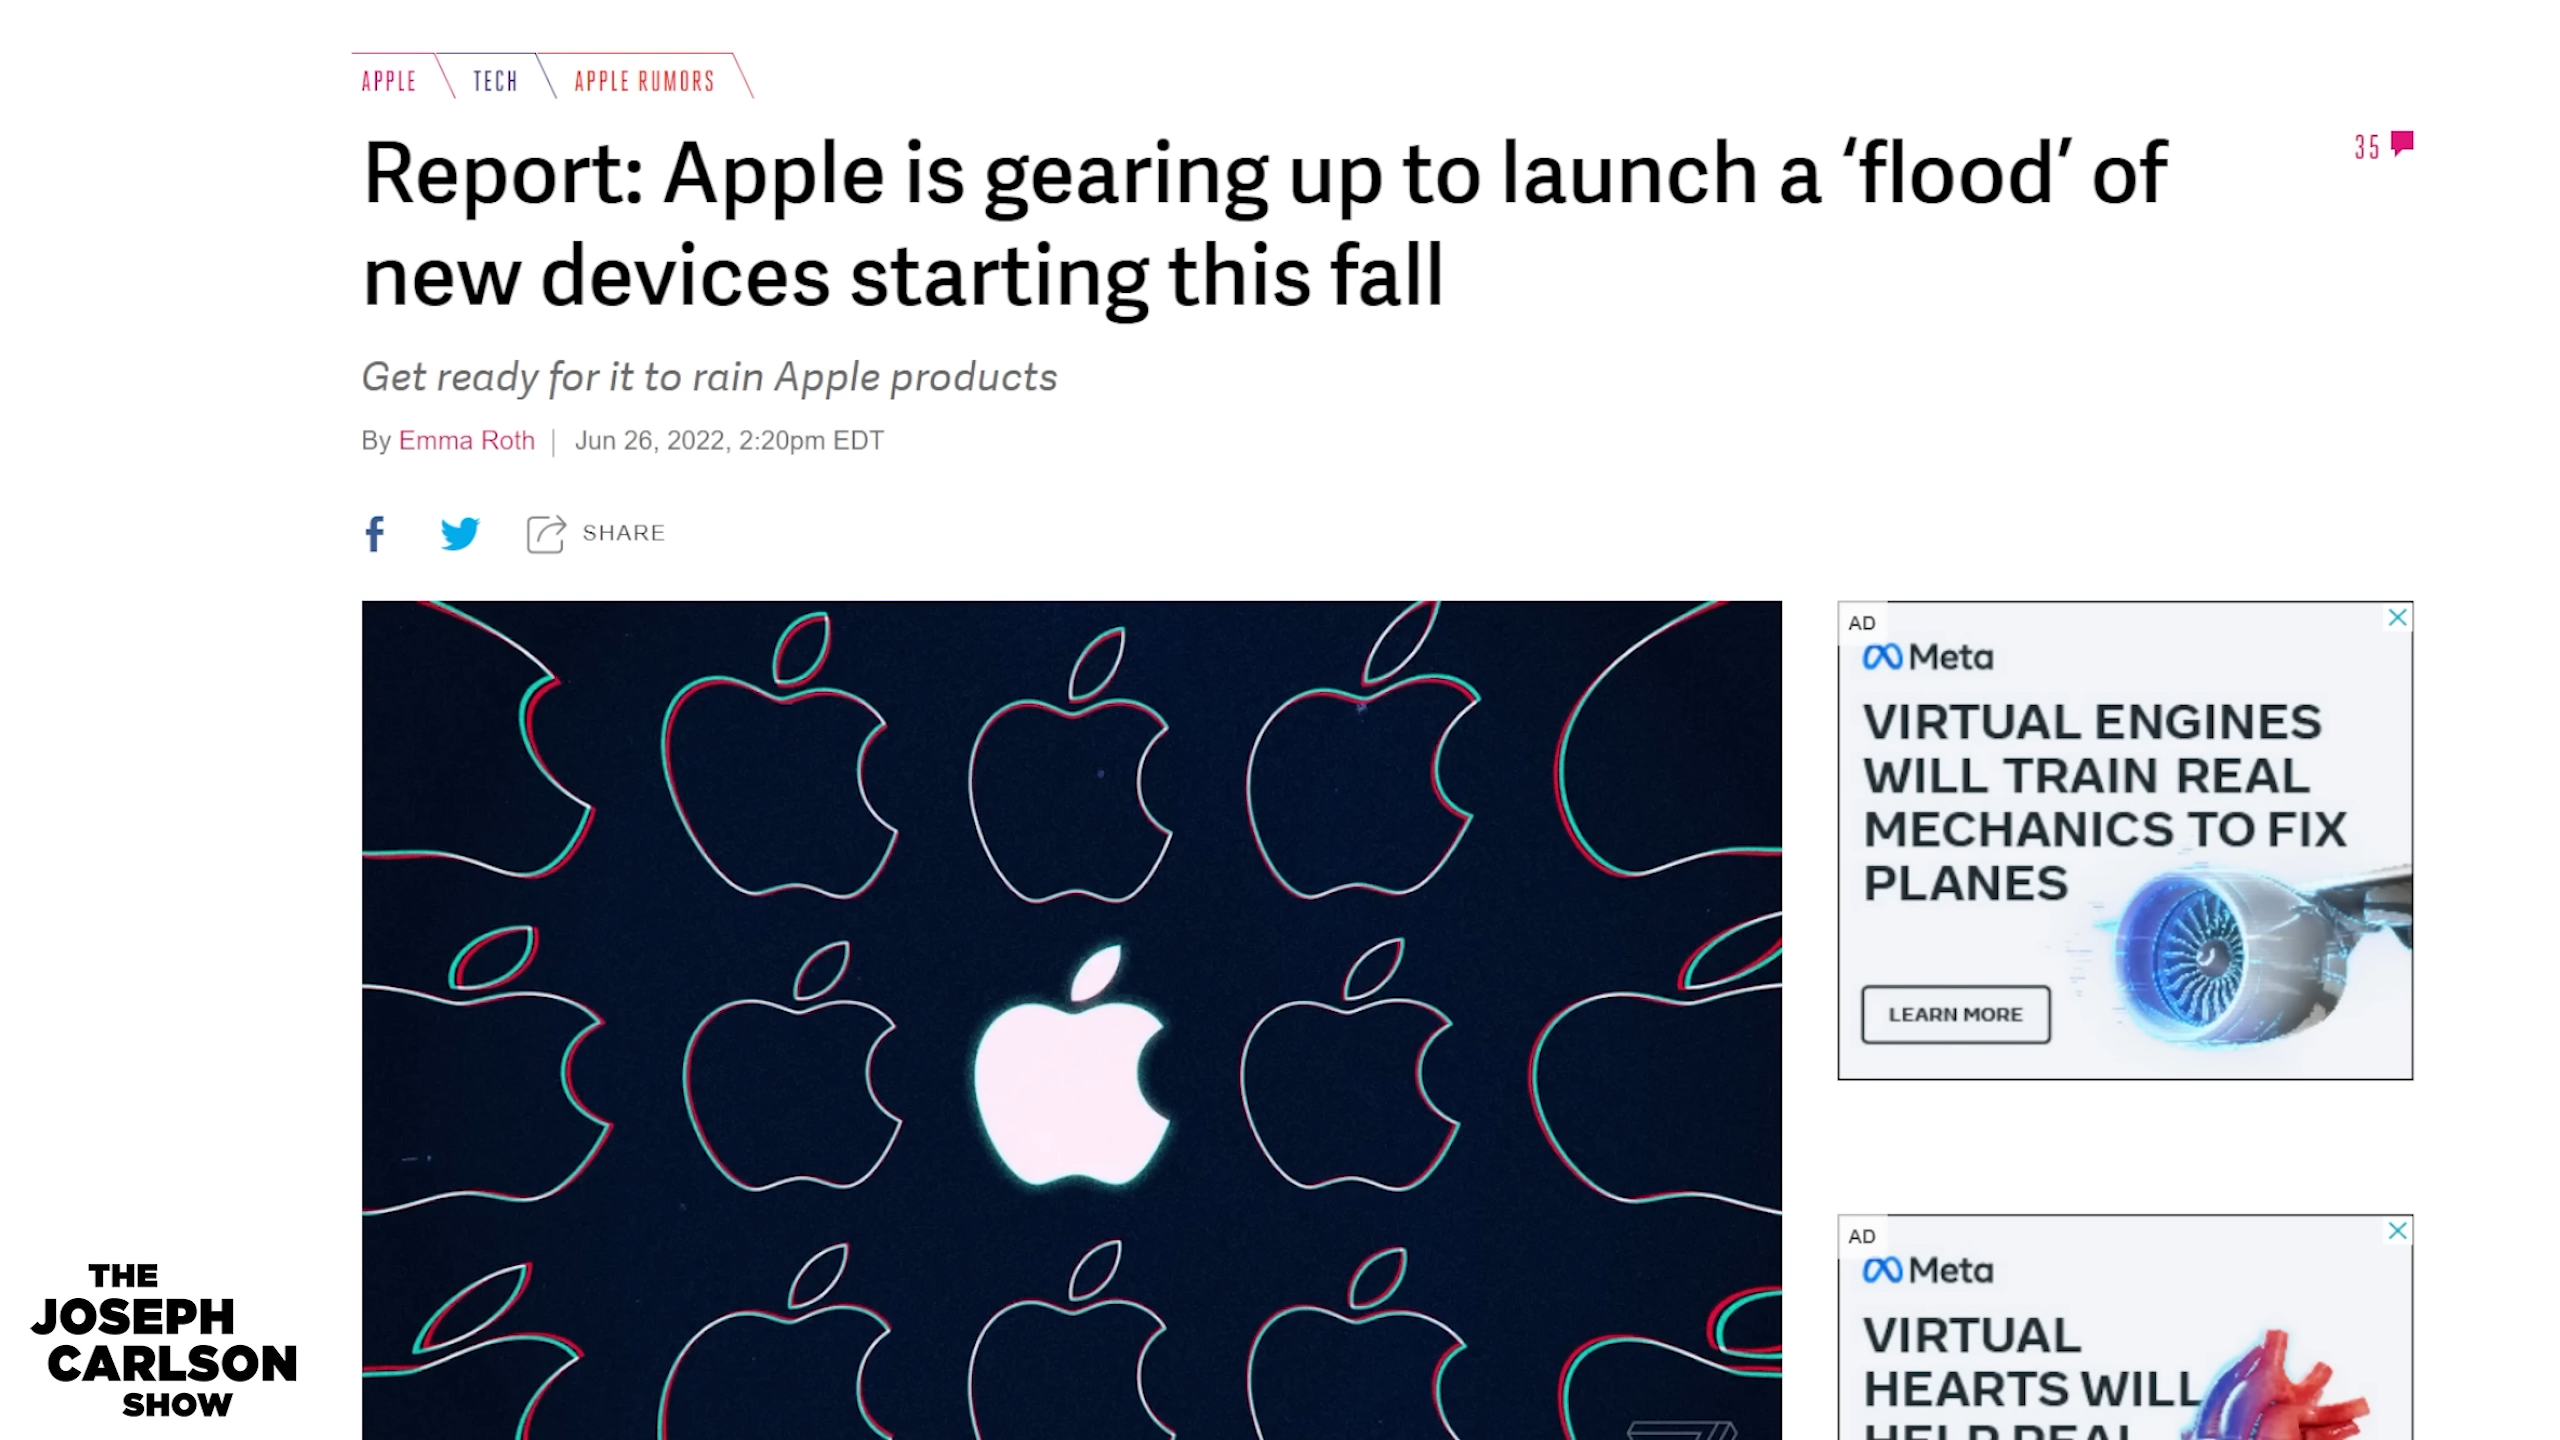 APPLE TECH APPLE RUMORS
Report: Apple is gearing up to launch a ‘flood’ of
new devices starting this fall
35
Get ready for it to rain Apple products
By Emma Roth | Jun 26, 2022, 2:20pm EDT
SHARE
AD
Meta
VIRTUAL ENGINES
WILL TRAIN REAL
MECHANICS TO FIX
PLANES
LEARN MORE
AD
Meta
VIRTUAL
HEARTS WILL
HELP REAL
THE
JOSEPH
CARLSON
SHOW